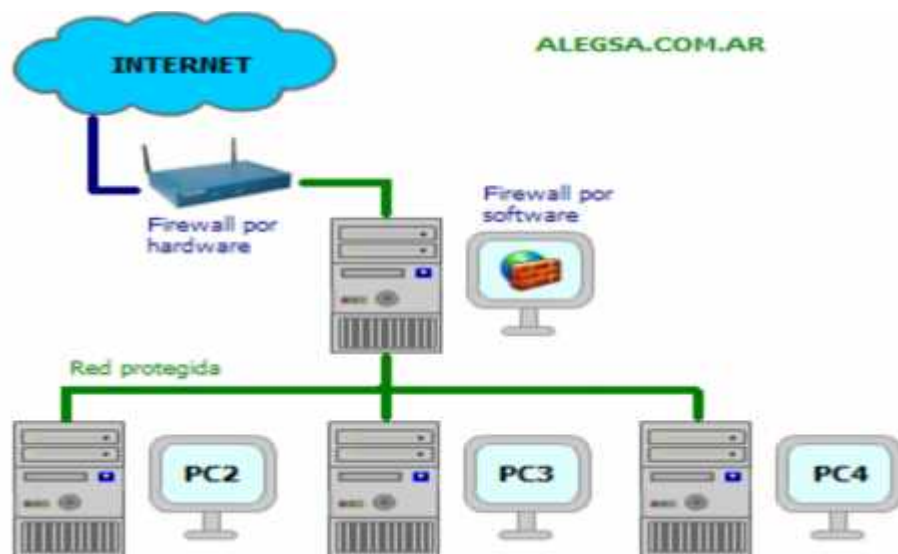 INTERNET
ALEGSA.COM.AR
Firewall por
hardware
Firewall por
software
Red protegida
PC2
PC3
PC4